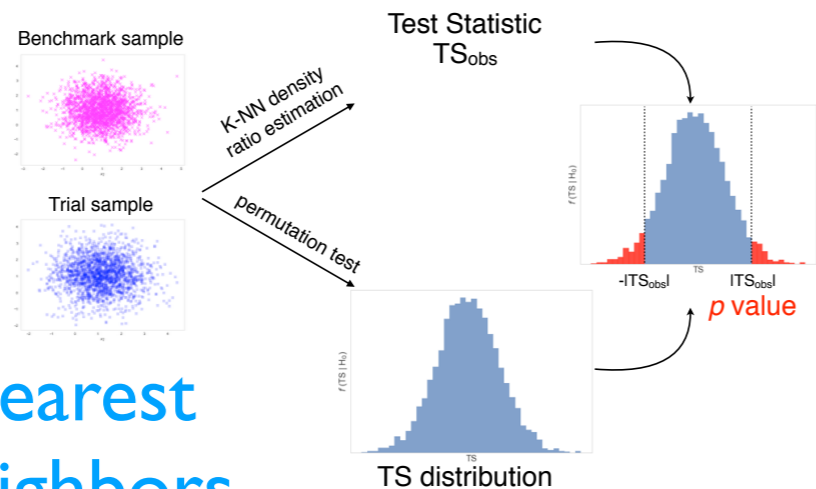 Benchmark sample
Trial sample
K-NN density
ratio estimation
permutation test
Test Statistic
TSobs
f (TS | H₀)
TS
-|TSobs|
|TSobs|
p value
f (TS | H₀)
TS
TS distribution
earest
ighbors